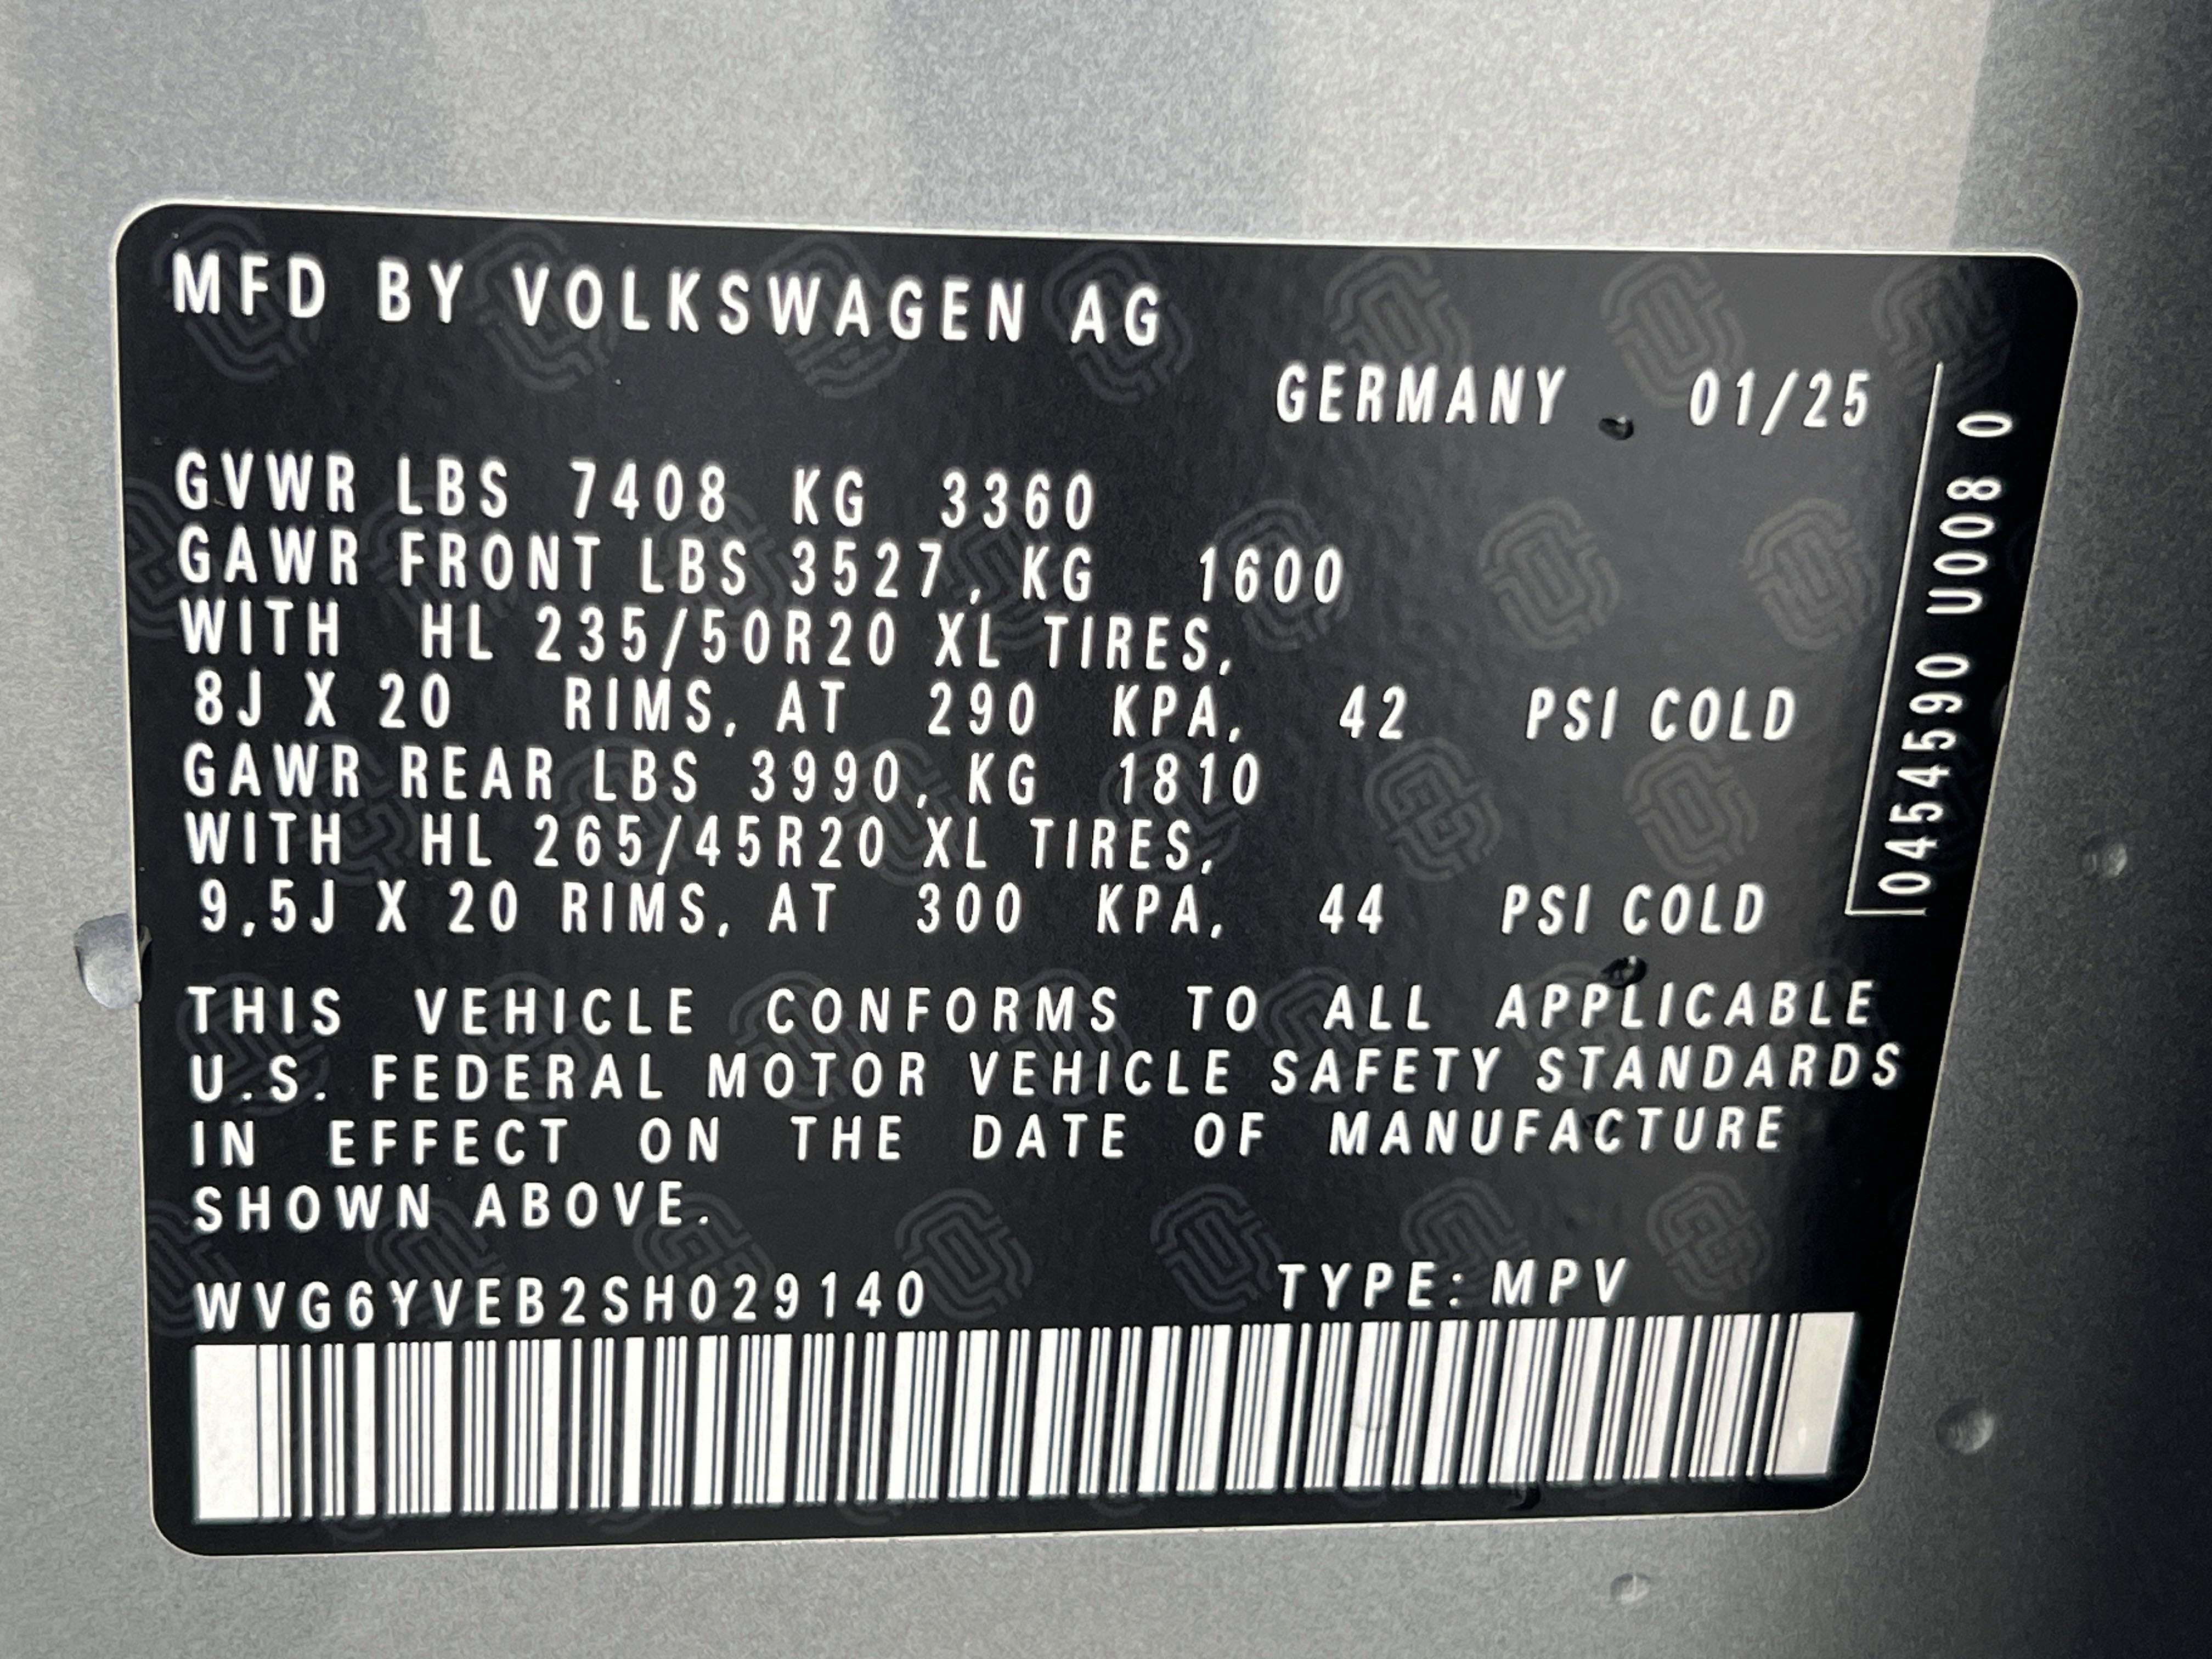 MFD BY VOLKSWAGEN AG
GERMANY 01/25
GVWR LBS 7408 KG 3360
GAWR FRONT LBS 3527, KG 1600
WITH HL 235/50R20 XL TIRES,
8J X 20 RIMS, AT 290 KPA, 42 PSI COLD
GAWR REAR LBS 3990, KG 1810
WITH HL 265/45R20 XL TIRES,
9,5J X 20 RIMS, AT 300 KPA, 44 PSI COLD
THIS VEHICLE CONFORMS TO ALL APPLICABLE
U.S. FEDERAL MOTOR VEHICLE SAFETY STANDARDS
IN EFFECT ON THE DATE OF MANUFACTURE
SHOWN ABOVE.
WVG6YVEB2SH029140 TYPE: MPV
0454590 U008 0